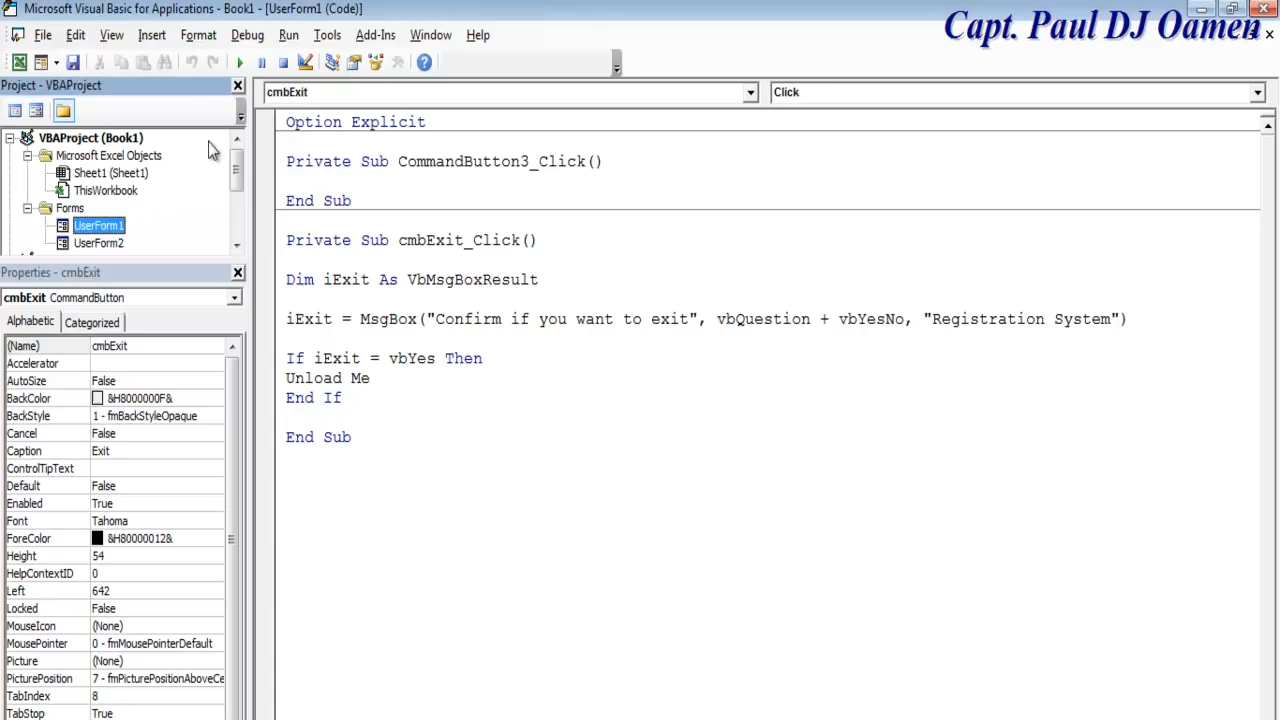 Microsoft Visual Basic for Applications - Book1 - [UserForm1 (Code)]
Capt. Paul DJ Oamen
File Edit View Insert Format Debug Run Tools Add-Ins Window Help
Project - VBAProject
cmbExit
Click
VBAProject (Book1)
Microsoft Excel Objects
Sheet1 (Sheet1)
ThisWorkbook
Forms
UserForm1
UserForm2
Properties - cmbExit
cmbExit CommandButton
Alphabetic Categorized
(Name) cmbExit
Accelerator
AutoSize False
BackColor &H8000000F&
BackStyle 1 - fmBackStyleOpaque
Cancel False
Caption Exit
ControlTipText
Default False
Enabled True
Font Tahoma
ForeColor &H80000012&
Height 54
HelpContextID 0
Left 642
Locked False
MouseIcon (None)
MousePointer 0 - fmMousePointerDefault
Picture (None)
PicturePosition 7 - fmPicturePositionAboveCe
TabIndex 8
TabStop True
Option Explicit
Private Sub CommandButton3_Click()
End Sub
Private Sub cmbExit_Click()
Dim iExit As VbMsgBoxResult
iExit = MsgBox("Confirm if you want to exit", vbQuestion + vbYesNo, "Registration System")
If iExit = vbYes Then
Unload Me
End If
End Sub